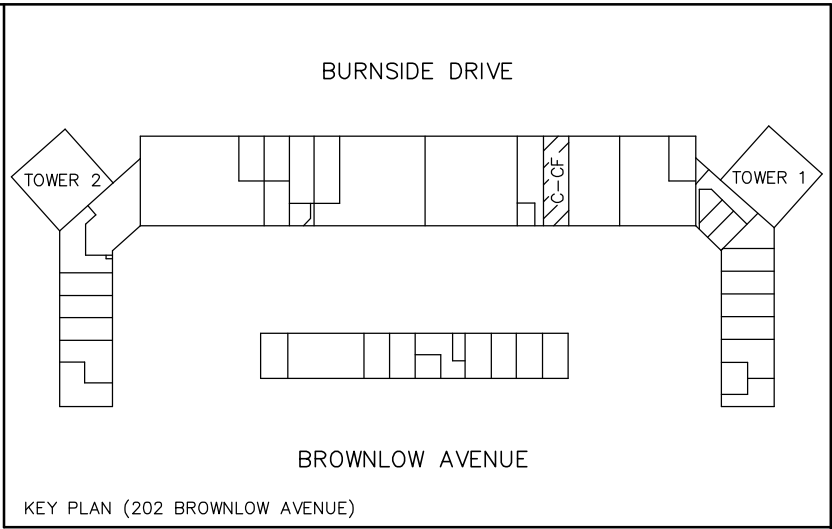 BURNSIDE DRIVE
TOWER 2
C-CF
TOWER 1
BROWNLOW AVENUE
KEY PLAN (202 BROWNLOW AVENUE)